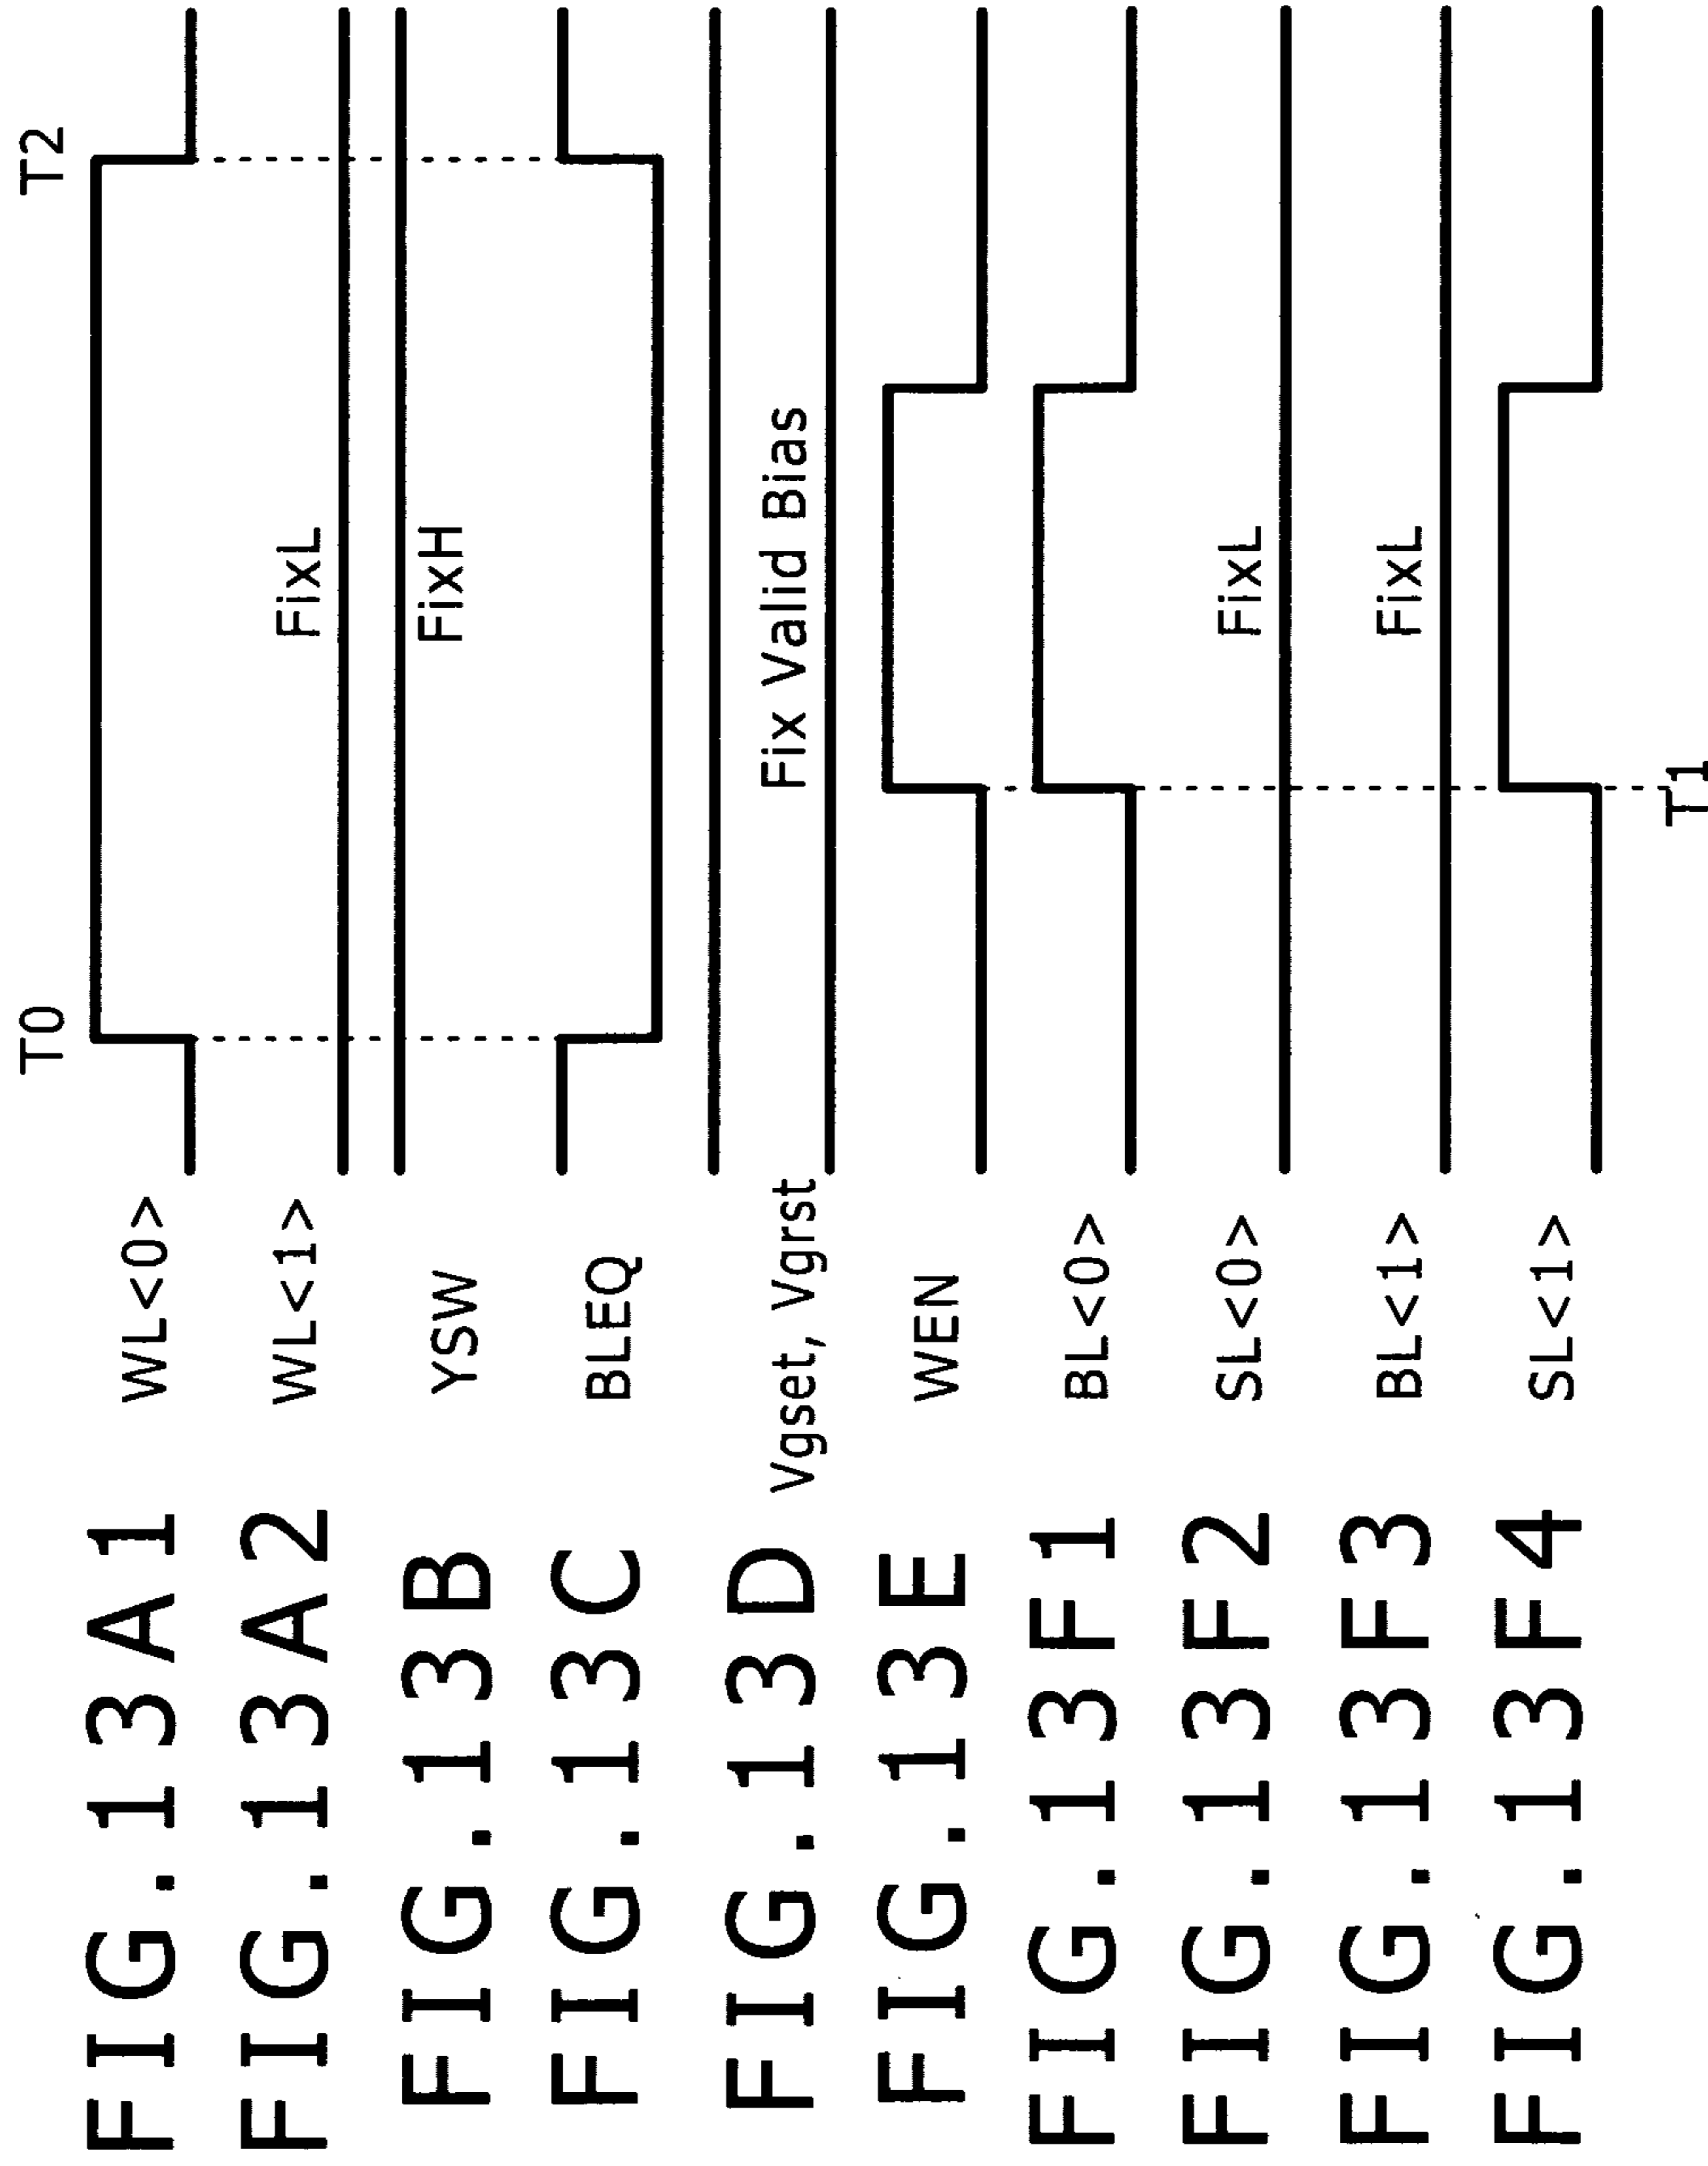 T0 T2
FIG.13A1 WL<0>
FIG.13A2 WL<1> FixL
FIG.13B YSW FixH
FIG.13C BLEQ
FIG.13D Vgset, Vgrst Fix Valid Bias
FIG.13E WEN
FIG.13F1 BL<0>
FIG.13F2 SL<0> FixL
FIG.13F3 BL<1> FixL
FIG.13F4 SL<1>
T1